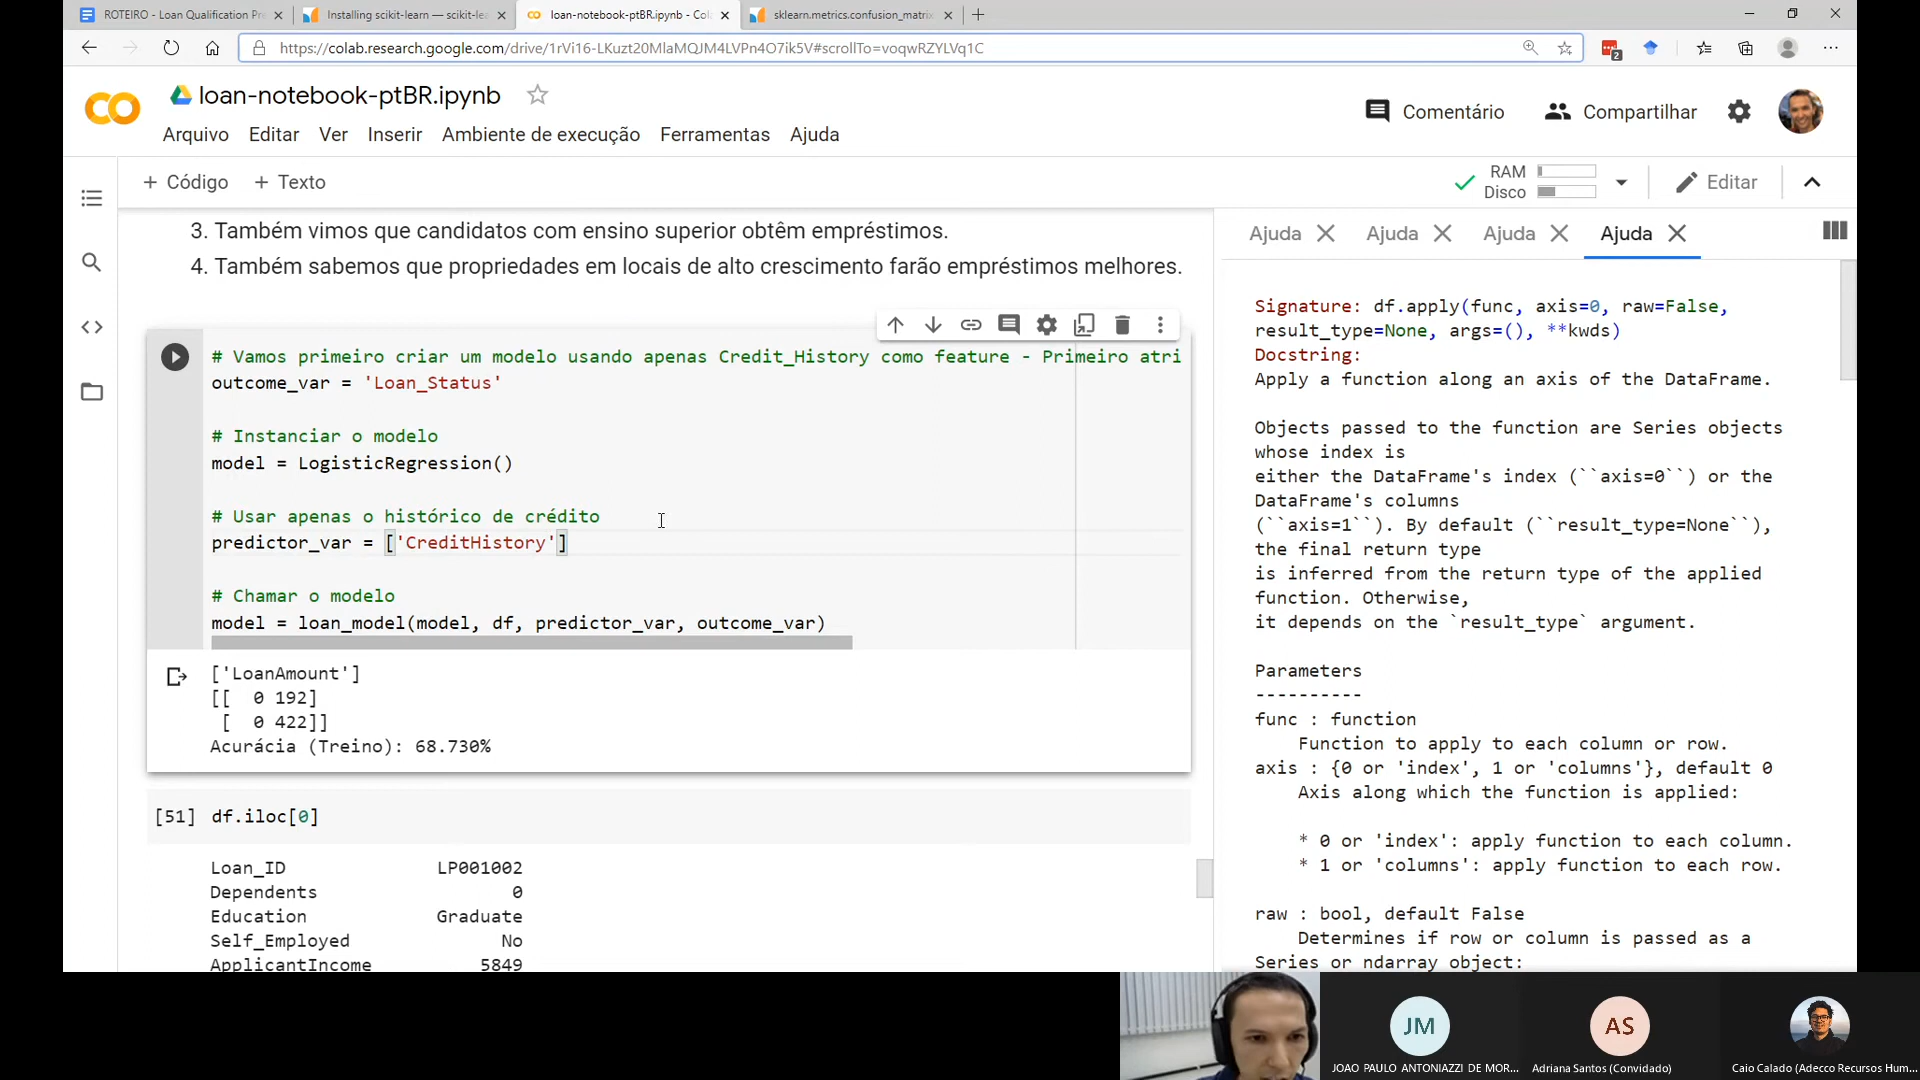 ROTEIRO - Loan Qualification Pr
Installing scikit-learn — scikit-le
loan-notebook-ptBR.ipynb - Col
sklearn.metrics.confusion_matrix
https://colab.research.google.com/drive/1rVi16-LKuzt20MlaMQJM4LVPn4O7ik5V#scrollTo=voqwRZYLVq1C
2
loan-notebook-ptBR.ipynb
Comentário
Compartilhar
Arquivo Editar Ver Inserir Ambiente de execução Ferramentas Ajuda
+ Código + Texto
RAM
Disco
Editar
3. Também vimos que candidatos com ensino superior obtêm empréstimos.
4. Também sabemos que propriedades em locais de alto crescimento farão empréstimos melhores.
# Vamos primeiro criar um modelo usando apenas Credit_History como feature - Primeiro atri
outcome_var = 'Loan_Status'
# Instanciar o modelo
model = LogisticRegression()
# Usar apenas o histórico de crédito
predictor_var = ['CreditHistory']
# Chamar o modelo
model = loan_model(model, df, predictor_var, outcome_var)
['LoanAmount']
[[  0 192]
[  0 422]]
Acurácia (Treino): 68.730%
[51] df.iloc[0]
Loan_ID LP001002
Dependents 0
Education Graduate
Self_Employed No
ApplicantIncome 5849
Ajuda Ajuda Ajuda Ajuda
Signature: df.apply(func, axis=0, raw=False,
result_type=None, args=(), **kwds)
Docstring:
Apply a function along an axis of the DataFrame.
Objects passed to the function are Series objects
whose index is
either the DataFrame's index (``axis=0``) or the
DataFrame's columns
(``axis=1``). By default (``result_type=None``),
the final return type
is inferred from the return type of the applied
function. Otherwise,
it depends on the `result_type` argument.
Parameters
----------
func : function
Function to apply to each column or row.
axis : {0 or 'index', 1 or 'columns'}, default 0
Axis along which the function is applied:
* 0 or 'index': apply function to each column.
* 1 or 'columns': apply function to each row.
raw : bool, default False
Determines if row or column is passed as a
Series or ndarray object:
JM
AS
JOAO PAULO ANTONIAZZI DE MOR...
Adriana Santos (Convidado)
Caio Calado (Adecco Recursos Hum...